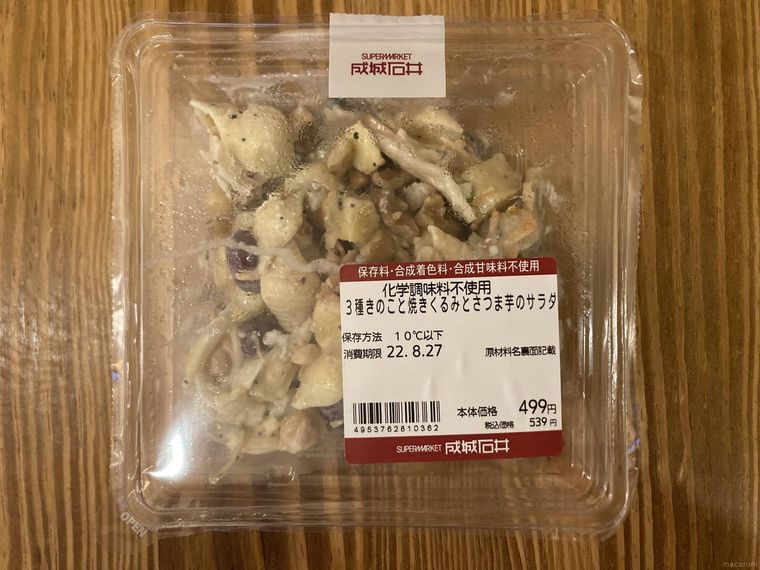 SUPERMARKET
成城石井
保存料・合成着色料・合成甘味料不使用
化学調味料不使用
3種きのこと焼きくるみとさつま芋のサラダ
保存方法 10℃以下
消費期限 22.8.27
原材料名裏面記載
4953762810362
本体価格 499円
税込価格 539円
SUPERMARKET 成城石井
OPEN
macaroni